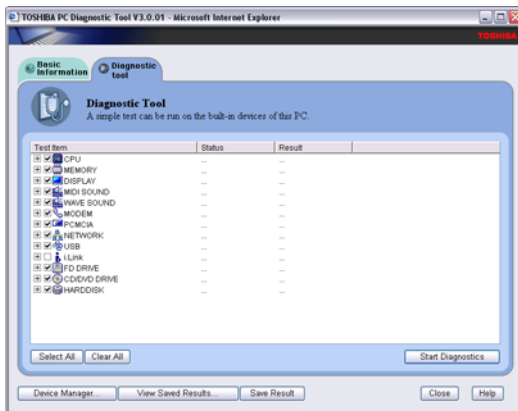 TOSHIBA PC Diagnostic Tool V3.0.01 - Microsoft Internet Explorer
TOSHIBA
Basic Information
Diagnostic tool
Diagnostic Tool
A simple test can be run on the built-in devices of this PC.
Test Item Status Result
CPU ... ...
MEMORY ... ...
DISPLAY ... ...
MIDI SOUND ... ...
WAVE SOUND ... ...
MODEM ... ...
PCMCIA ... ...
NETWORK ... ...
USB ... ...
i.Link ... ...
FD DRIVE ... ...
CD/DVD DRIVE ... ...
HARDDISK ... ...
Select All Clear All Start Diagnostics
Device Manager... View Saved Results... Save Result Close Help